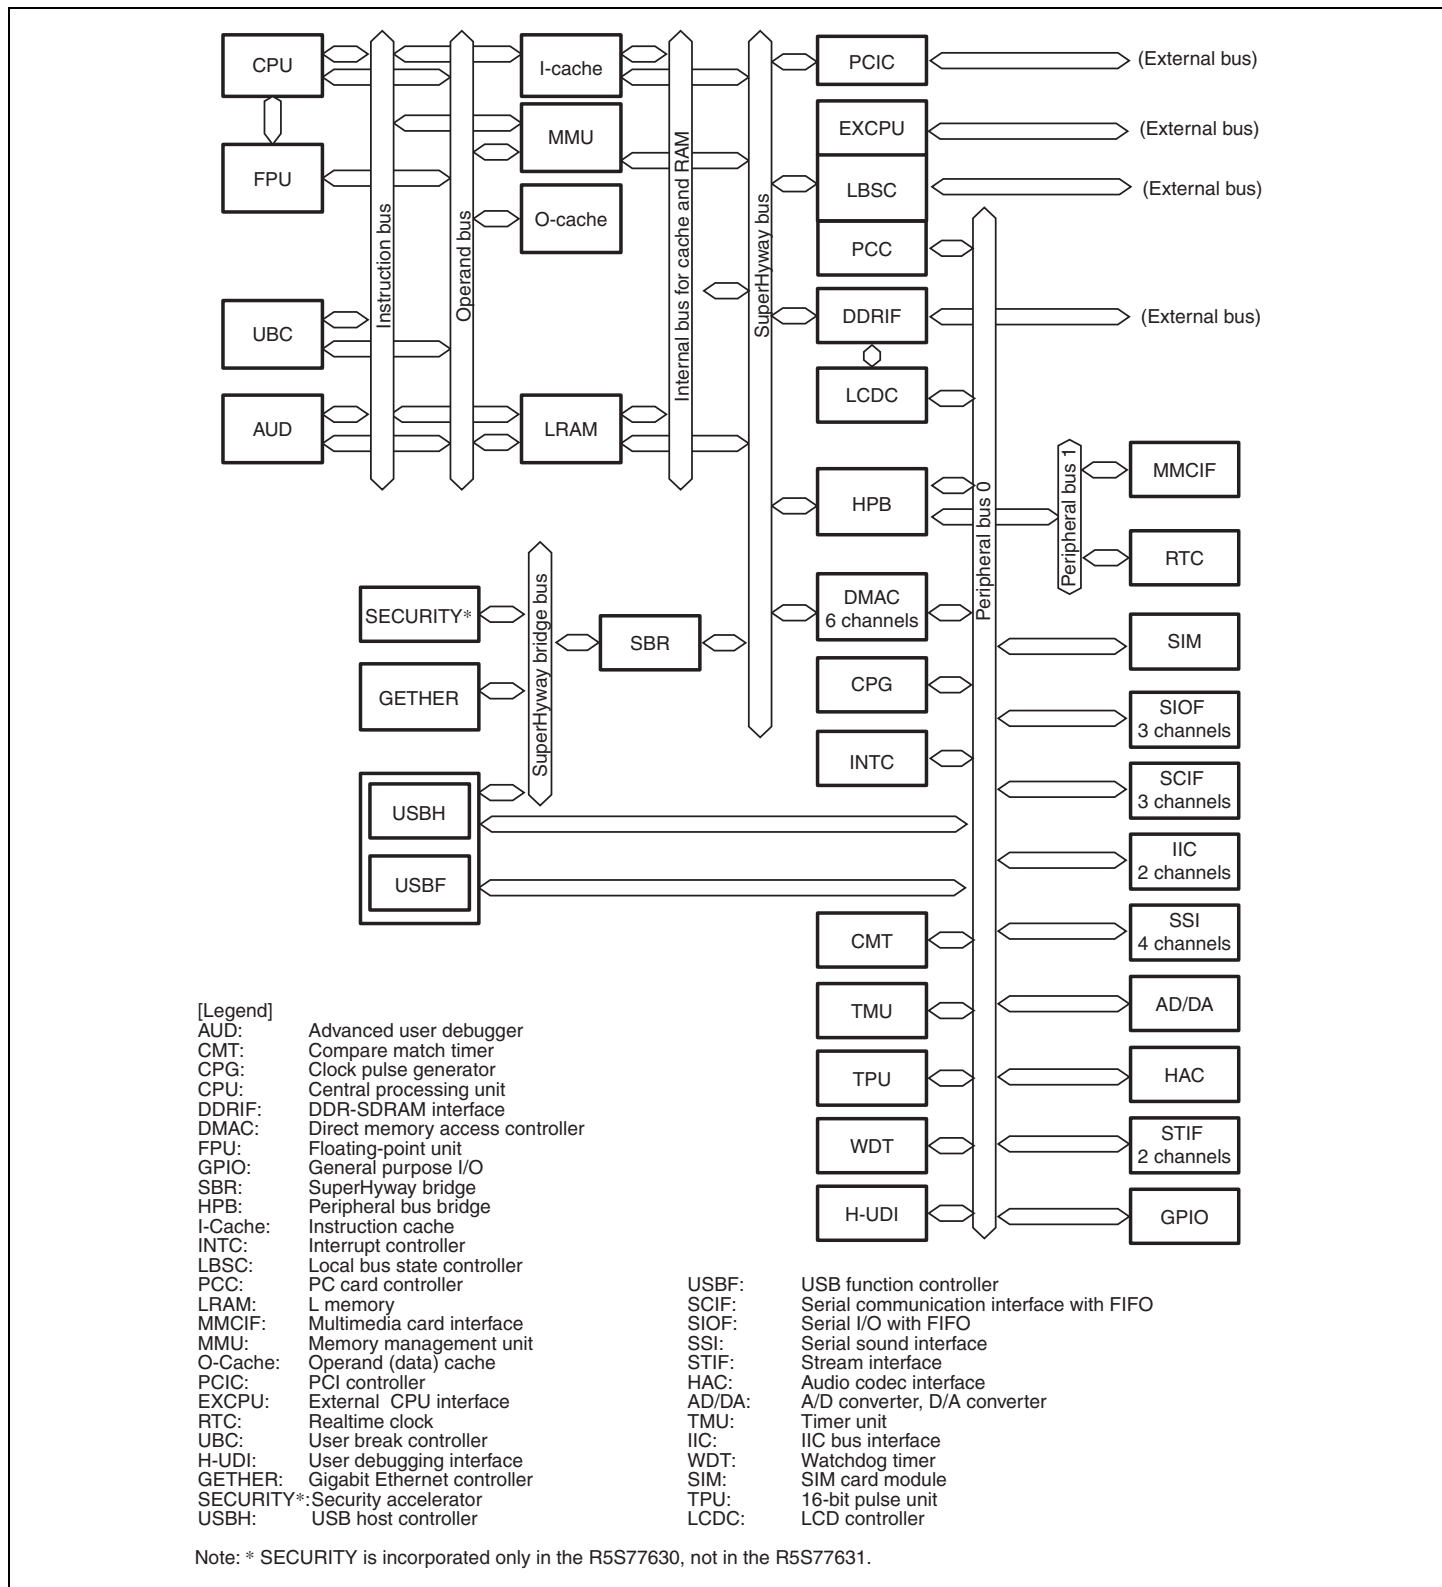 CPU
I-cache
PCIC
(External bus)
MMU
EXCPU
(External bus)
FPU
LBSC
(External bus)
O-cache
PCC
Instruction bus
Operand bus
Internal bus for cache and RAM
SuperHyway bus
UBC
DDRIF
(External bus)
LCDC
AUD
LRAM
HPB
Peripheral bus 0
Peripheral bus 1
MMCIF
RTC
SECURITY*
SuperHyway bridge bus
SBR
DMAC
6 channels
SIM
GETHER
CPG
SIOF
3 channels
INTC
SCIF
3 channels
USBH
IIC
2 channels
USBF
CMT
SSI
4 channels
TMU
AD/DA
TPU
HAC
WDT
STIF
2 channels
H-UDI
GPIO
[Legend]
AUD: Advanced user debugger
CMT: Compare match timer
CPG: Clock pulse generator
CPU: Central processing unit
DDRIF: DDR-SDRAM interface
DMAC: Direct memory access controller
FPU: Floating-point unit
GPIO: General purpose I/O
SBR: SuperHyway bridge
HPB: Peripheral bus bridge
I-Cache: Instruction cache
INTC: Interrupt controller
LBSC: Local bus state controller
PCC: PC card controller
LRAM: L memory
MMCIF: Multimedia card interface
MMU: Memory management unit
O-Cache: Operand (data) cache
PCIC: PCI controller
EXCPU: External CPU interface
RTC: Realtime clock
UBC: User break controller
H-UDI: User debugging interface
GETHER: Gigabit Ethernet controller
SECURITY*: Security accelerator
USBH: USB host controller
USBF: USB function controller
SCIF: Serial communication interface with FIFO
SIOF: Serial I/O with FIFO
SSI: Serial sound interface
STIF: Stream interface
HAC: Audio codec interface
AD/DA: A/D converter, D/A converter
TMU: Timer unit
IIC: IIC bus interface
WDT: Watchdog timer
SIM: SIM card module
TPU: 16-bit pulse unit
LCDC: LCD controller
Note: * SECURITY is incorporated only in the R5S77630, not in the R5S77631.